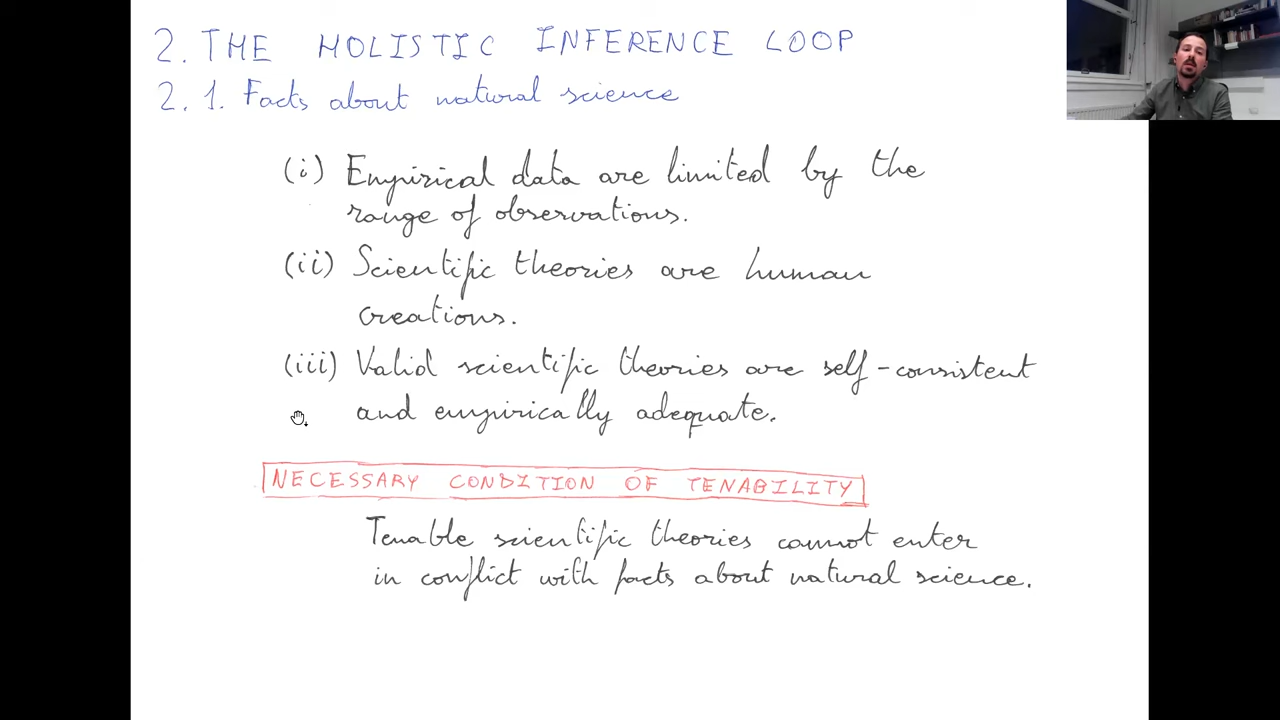 2. THE HOLISTIC INFERENCE LOOP
2.1. Facts about natural science
(i) Empirical data are limited by the
range of observations.
(ii) Scientific theories are human
creations.
(iii) Valid scientific theories are self-consistent
and empirically adequate.
NECESSARY CONDITION OF TENABILITY
Tenable scientific theories cannot enter
in conflict with facts about natural science.